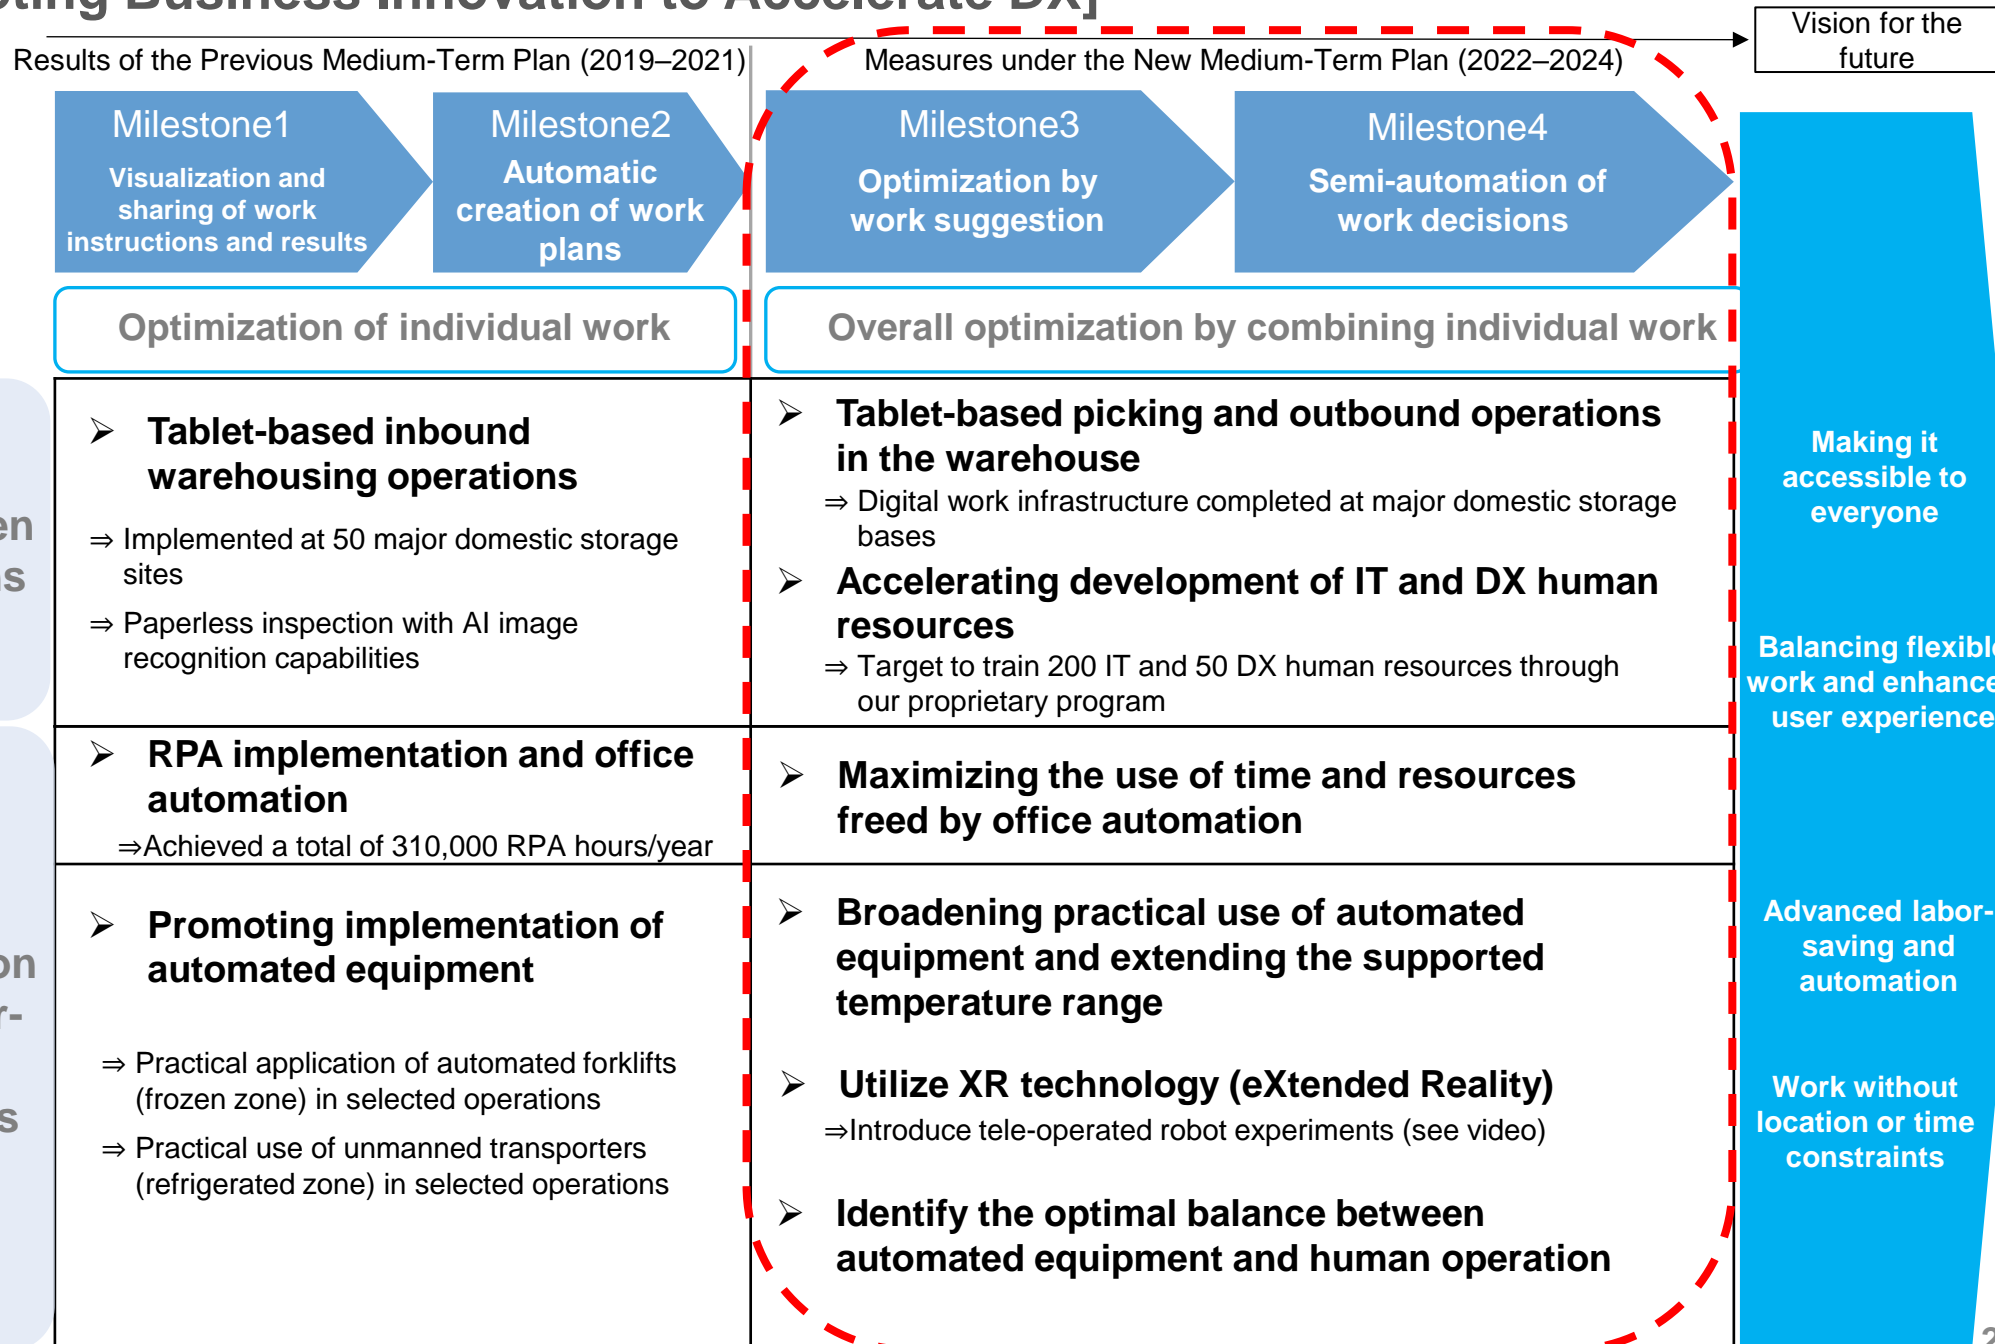 Business Innovation to Accelerate DX]
Vision for the
future
Results of the Previous Medium-Term Plan (2019–2021)
Measures under the New Medium-Term Plan (2022–2024)
Milestone1
Visualization and
sharing of work
instructions and results
Milestone2
Automatic
creation of work
plans
Milestone3
Optimization by
work suggestion
Milestone4
Semi-automation of
work decisions
Optimization of individual work
Overall optimization by combining individual work
➢ Tablet-based inbound
warehousing operations
⇒ Implemented at 50 major domestic storage
sites
⇒ Paperless inspection with AI image
recognition capabilities
➢ Tablet-based picking and outbound operations
in the warehouse
⇒ Digital work infrastructure completed at major domestic storage
bases
➢ Accelerating development of IT and DX human
resources
⇒ Target to train 200 IT and 50 DX human resources through
our proprietary program
➢ RPA implementation and office
automation
⇒Achieved a total of 310,000 RPA hours/year
➢ Maximizing the use of time and resources
freed by office automation
➢ Promoting implementation of
automated equipment
⇒ Practical application of automated forklifts
(frozen zone) in selected operations
⇒ Practical use of unmanned transporters
(refrigerated zone) in selected operations
➢ Broadening practical use of automated
equipment and extending the supported
temperature range
➢ Utilize XR technology (eXtended Reality)
⇒Introduce tele-operated robot experiments (see video)
➢ Identify the optimal balance between
automated equipment and human operation
Making it
accessible to
everyone
Balancing
work and
user experience
Advanced labor-
saving and
automation
Work without
location or time
constraints